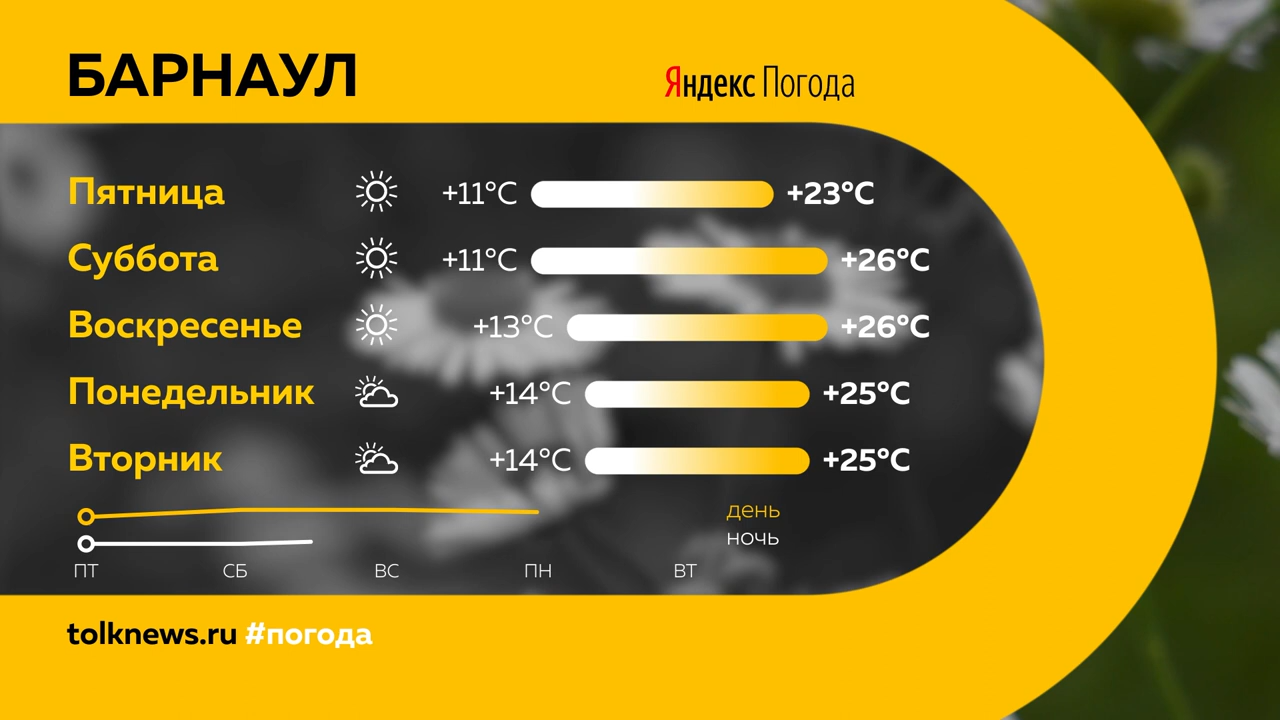 БАРНАУЛ
Яндекс Погода
Пятница +11°C +23°C
Суббота +11°C +26°C
Воскресенье +13°C +26°C
Понедельник +14°C +25°C
Вторник +14°C +25°C
день
ночь
ПТ СБ ВС ПН ВТ
tolknews.ru #погода